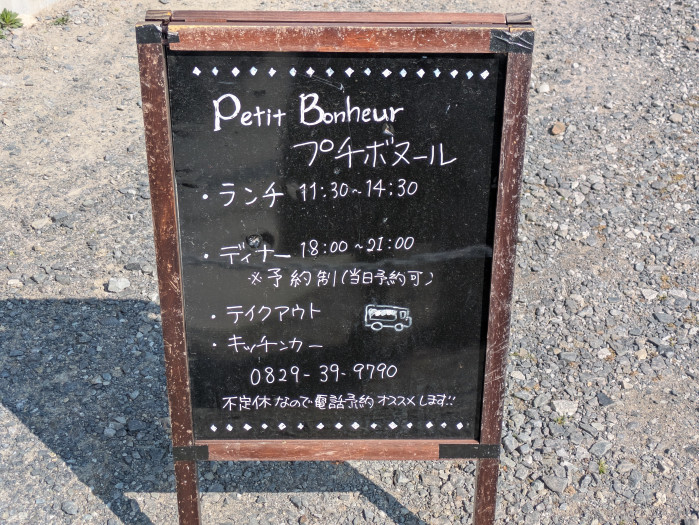 Petit Bonheur
プチボヌール
・ランチ 11:30~14:30
・ディナー 18:00~21:00
※予約制(当日予約可)
・テイクアウト
・キッチンカー
0829-39-9790
不定休なので電話予約オススメします!!